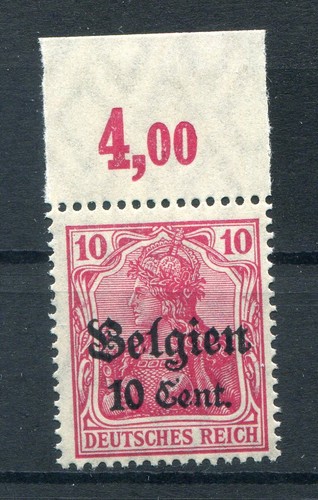 4,00
10 10
Belgien
10 Cent.
DEUTSCHES REICH